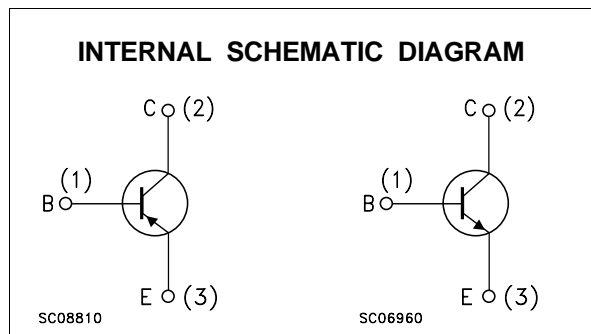 INTERNAL SCHEMATIC DIAGRAM
C (2) C (2)
(1) (1)
B B
E (3) E (3)
SC08810 SC06960